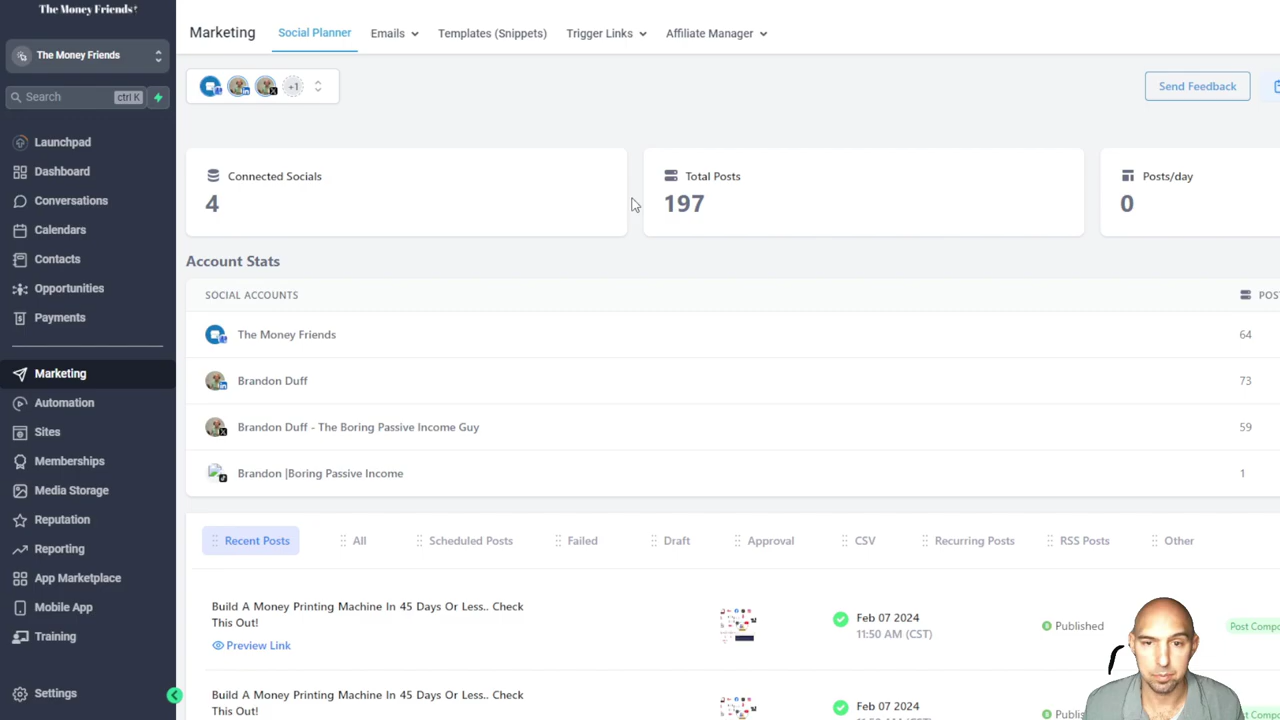 The Money Friends
The Money Friends
Search
ctrl K
Launchpad
Dashboard
Conversations
Calendars
Contacts
Opportunities
Payments
Marketing
Automation
Sites
Memberships
Media Storage
Reputation
Reporting
App Marketplace
Mobile App
Training
Settings
Marketing
Social Planner
Emails
Templates (Snippets)
Trigger Links
Affiliate Manager
+1
Send Feedback
Connected Socials
4
Total Posts
197
Posts/day
0
Account Stats
SOCIAL ACCOUNTS
POS
The Money Friends
64
Brandon Duff
73
Brandon Duff - The Boring Passive Income Guy
59
Brandon |Boring Passive Income
1
Recent Posts
All
Scheduled Posts
Failed
Draft
Approval
CSV
Recurring Posts
RSS Posts
Other
Build A Money Printing Machine In 45 Days Or Less.. Check
This Out!
Preview Link
Feb 07 2024
11:50 AM (CST)
Published
Post Compo
Build A Money Printing Machine In 45 Days Or Less.. Check
This Out!
Feb 07 2024